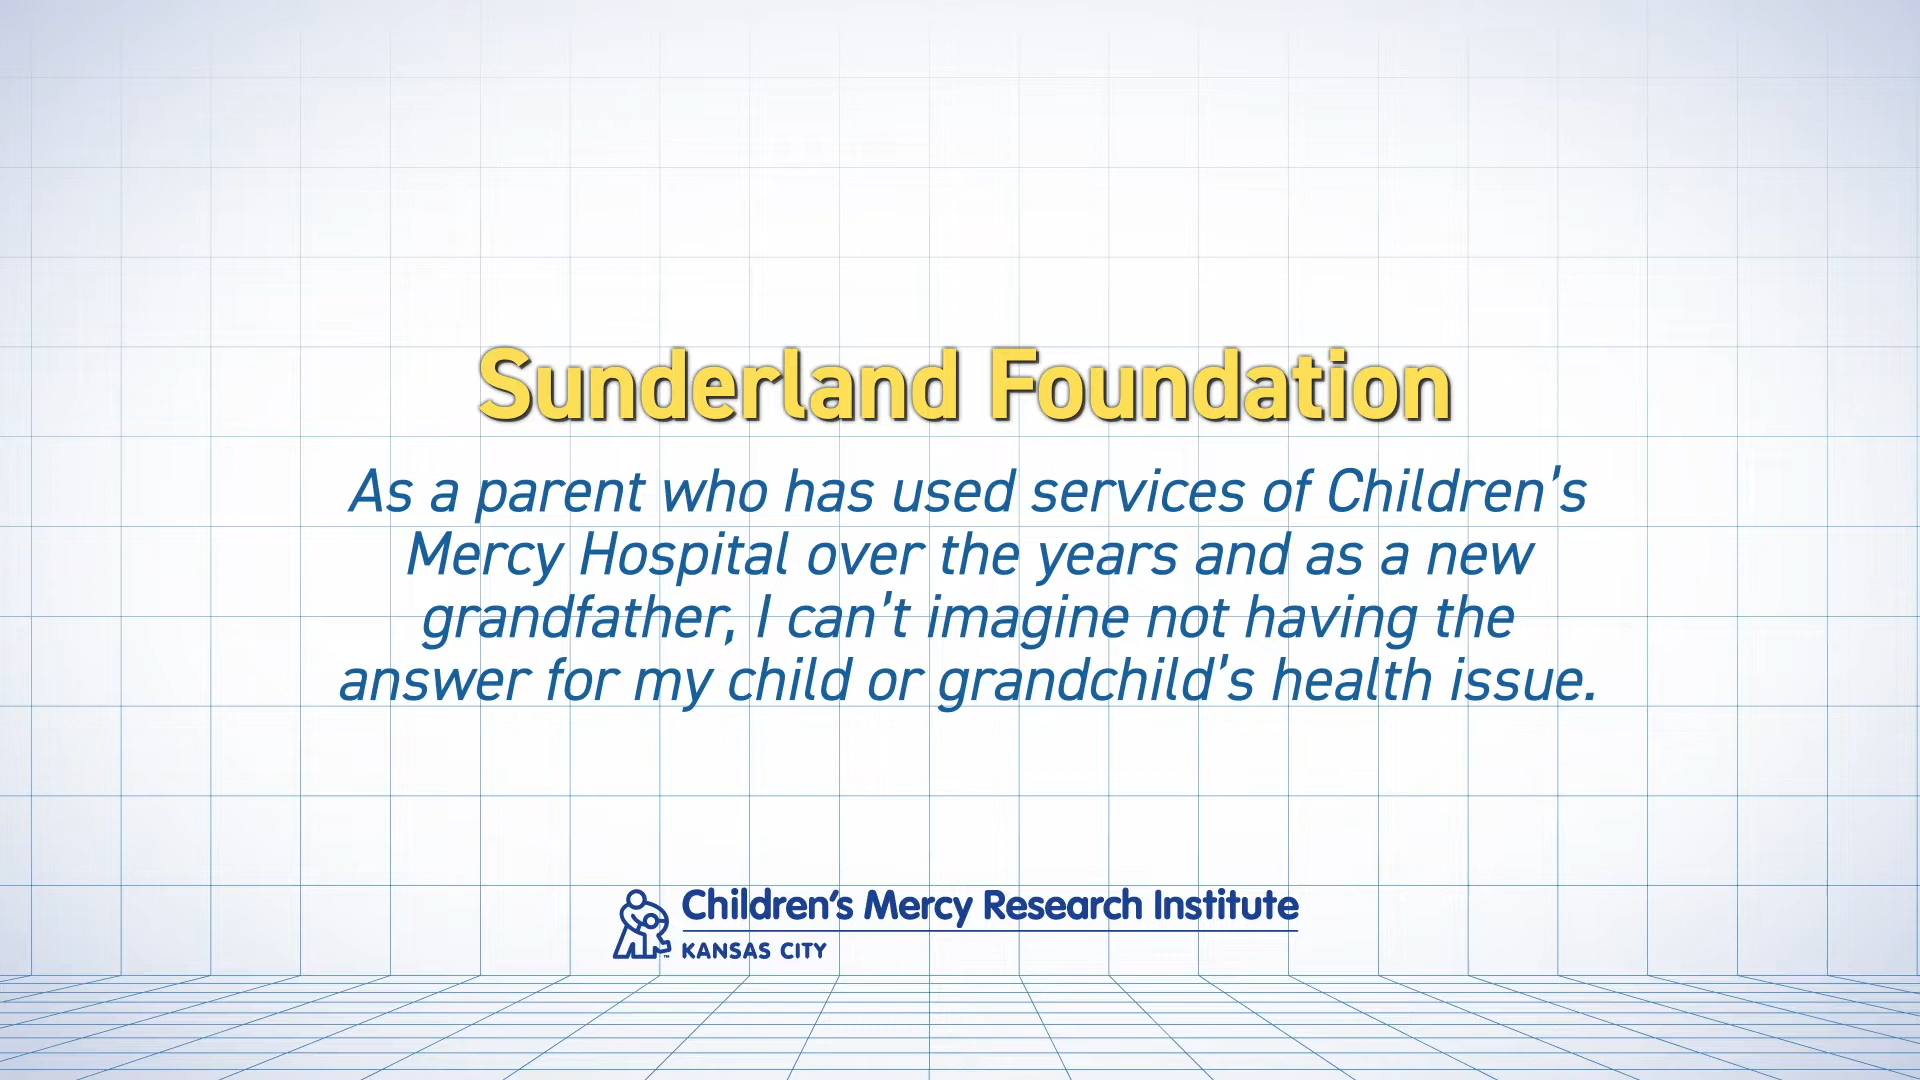 Sunderland Foundation
As a parent who has used services of Children’s
Mercy Hospital over the years and as a new
grandfather, I can’t imagine not having the
answer for my child or grandchild’s health issue.
Children’s Mercy Research Institute
KANSAS CITY